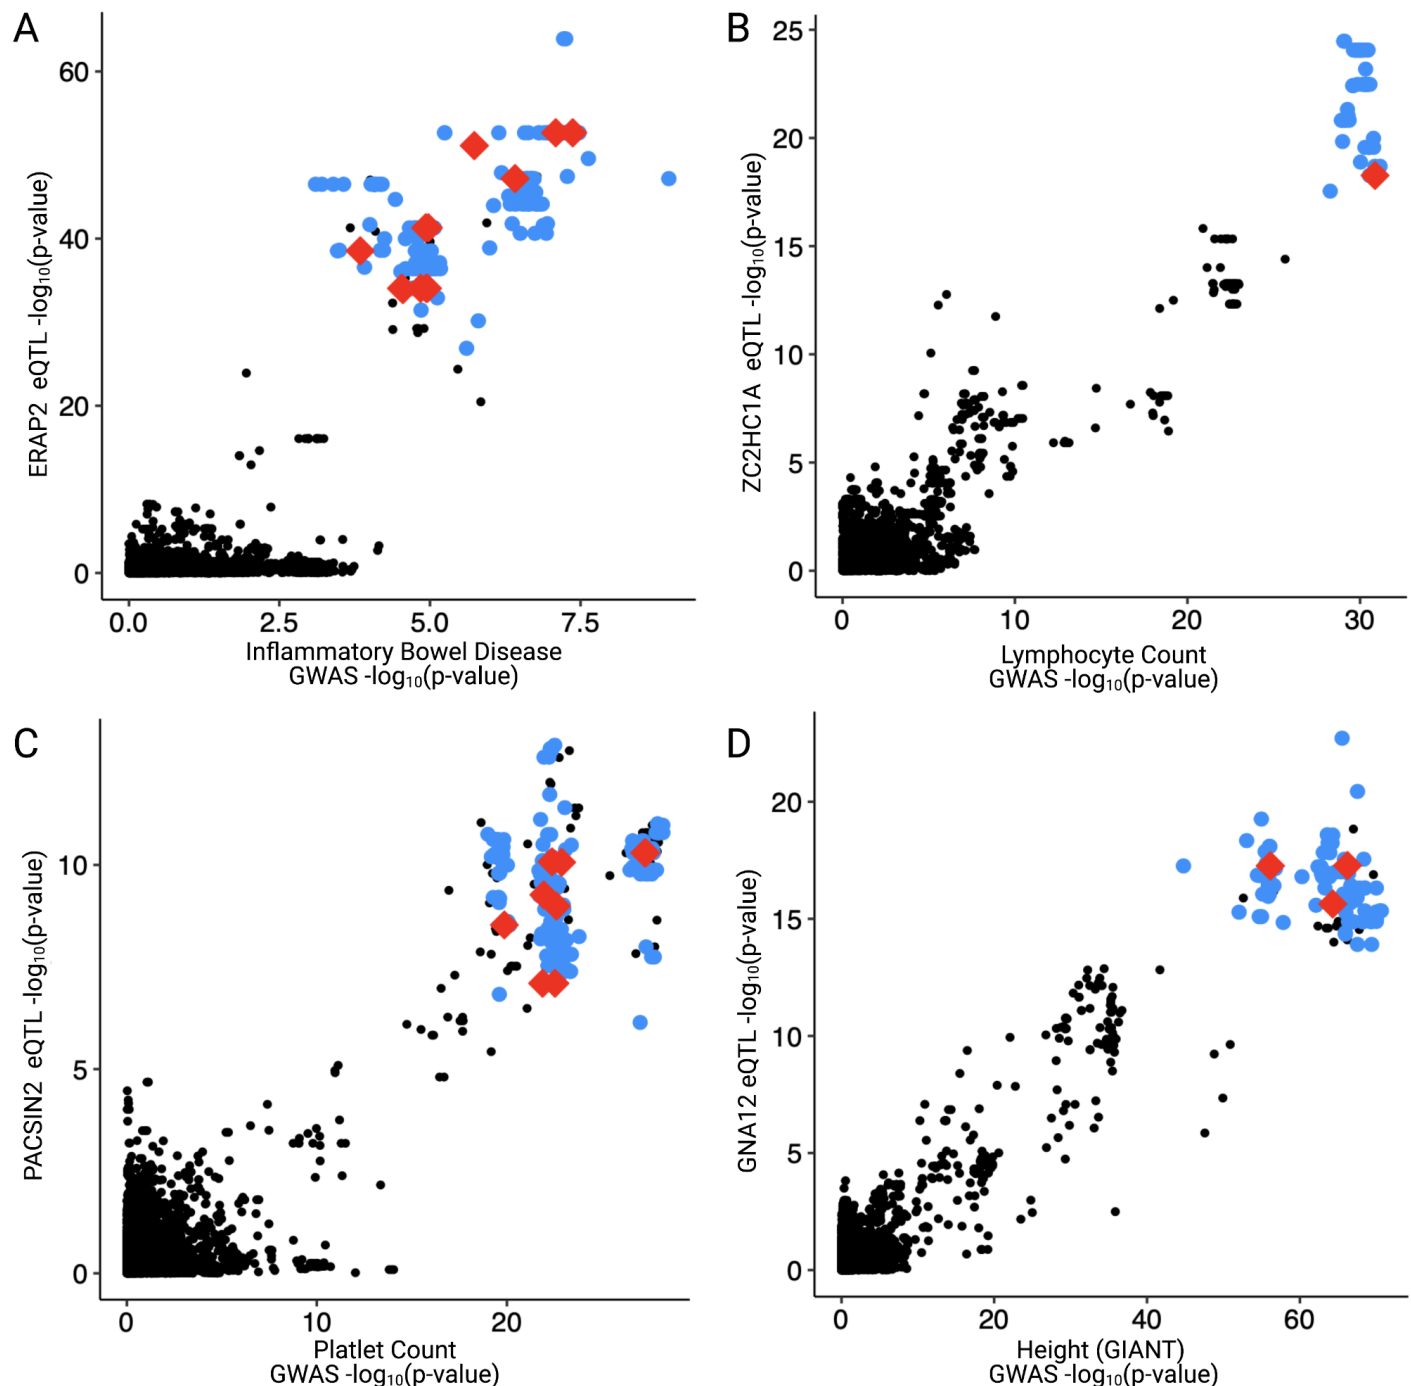 A
60
40
20
0
ERAP2 eQTL -log₁₀(p-value)
0.0 2.5 5.0 7.5
Inflammatory Bowel Disease
GWAS -log₁₀(p-value)
B
25
20
15
10
5
0
ZC2HC1A eQTL -log₁₀(p-value)
0 10 20 30
Lymphocyte Count
GWAS -log₁₀(p-value)
C
10
5
0
PACSIN2 eQTL -log₁₀(p-value)
0 10 20
Platlet Count
GWAS -log₁₀(p-value)
D
20
15
10
5
0
GNA12 eQTL -log₁₀(p-value)
0 20 40 60
Height (GIANT)
GWAS -log₁₀(p-value)